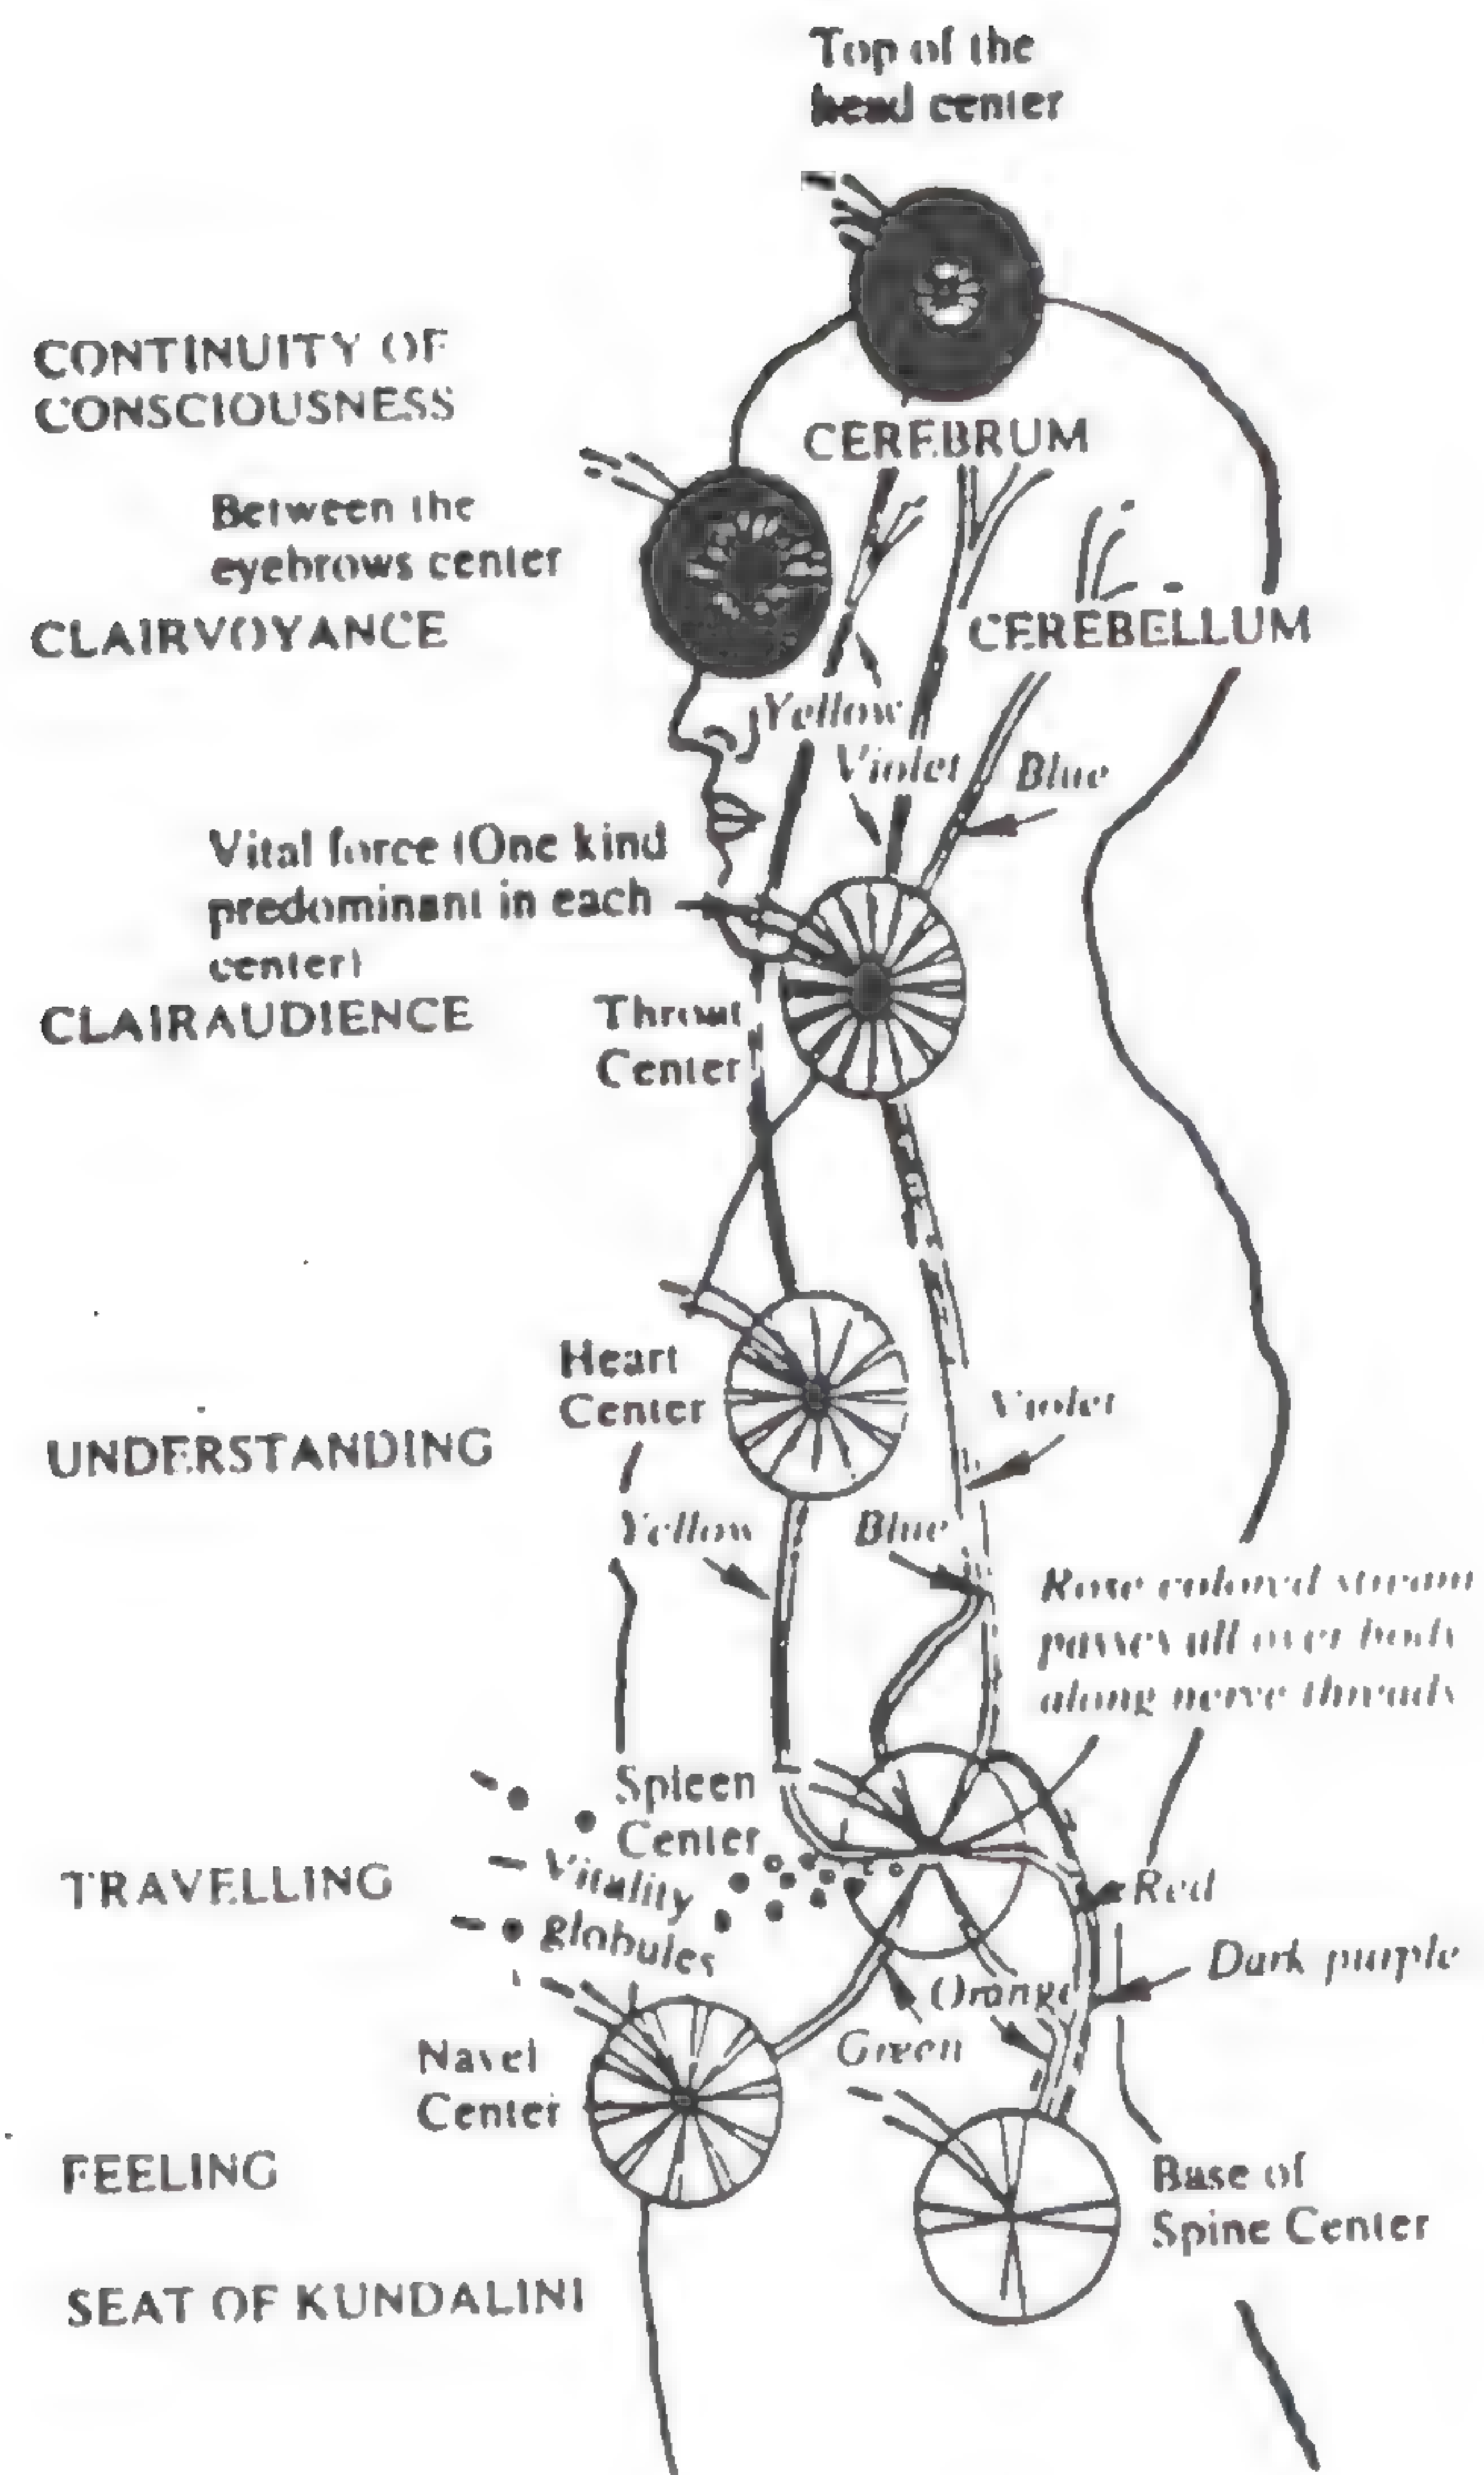 Top of the
head center
CONTINUITY OF
CONSCIOUSNESS
CEREBRUM
Between the
eyebrows center
CLAIRVOYANCE
CEREBELLUM
Yellow
Violet
Blue
Vital force (One kind
predominant in each
center)
CLAIRAUDIENCE
Throat
Center
Heart
Center
Violet
UNDERSTANDING
Yellow
Blue
Rose colored stream
passes all over body
along nerve threads
Spleen
Center
TRAVELLING
Vitality
globules
Red
Dark purple
Orange
Green
Navel
Center
FEELING
Base of
Spine Center
SEAT OF KUNDALINI